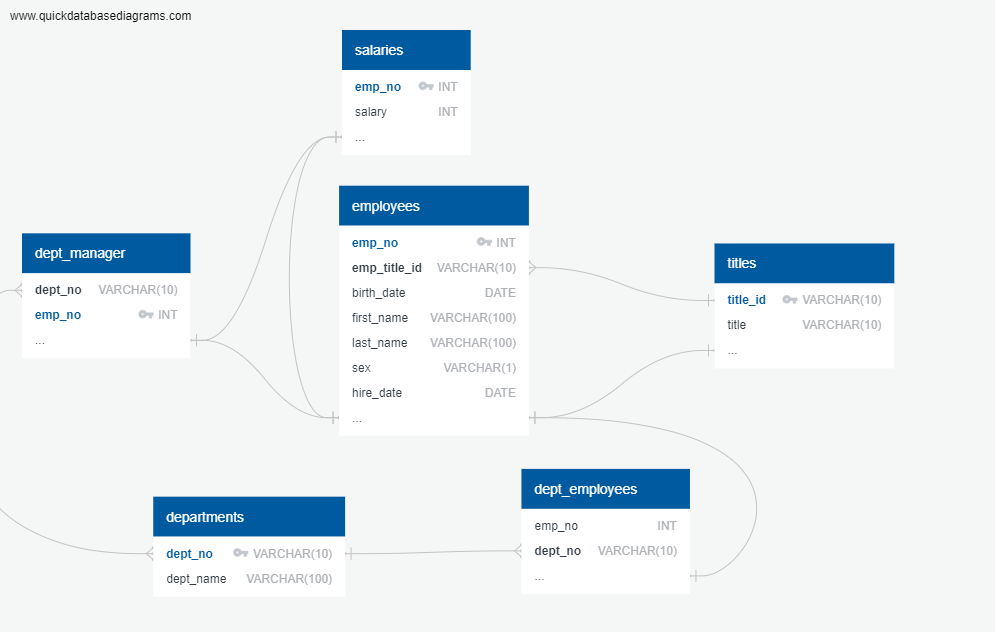 www.quickdatabasediagrams.com
salaries
emp_no INT
salary INT
...
employees
emp_no INT
emp_title_id VARCHAR(10)
birth_date DATE
first_name VARCHAR(100)
last_name VARCHAR(100)
sex VARCHAR(1)
hire_date DATE
...
dept_manager
dept_no VARCHAR(10)
emp_no INT
...
titles
title_id VARCHAR(10)
title VARCHAR(10)
...
departments
dept_no VARCHAR(10)
dept_name VARCHAR(100)
dept_employees
emp_no INT
dept_no VARCHAR(10)
...